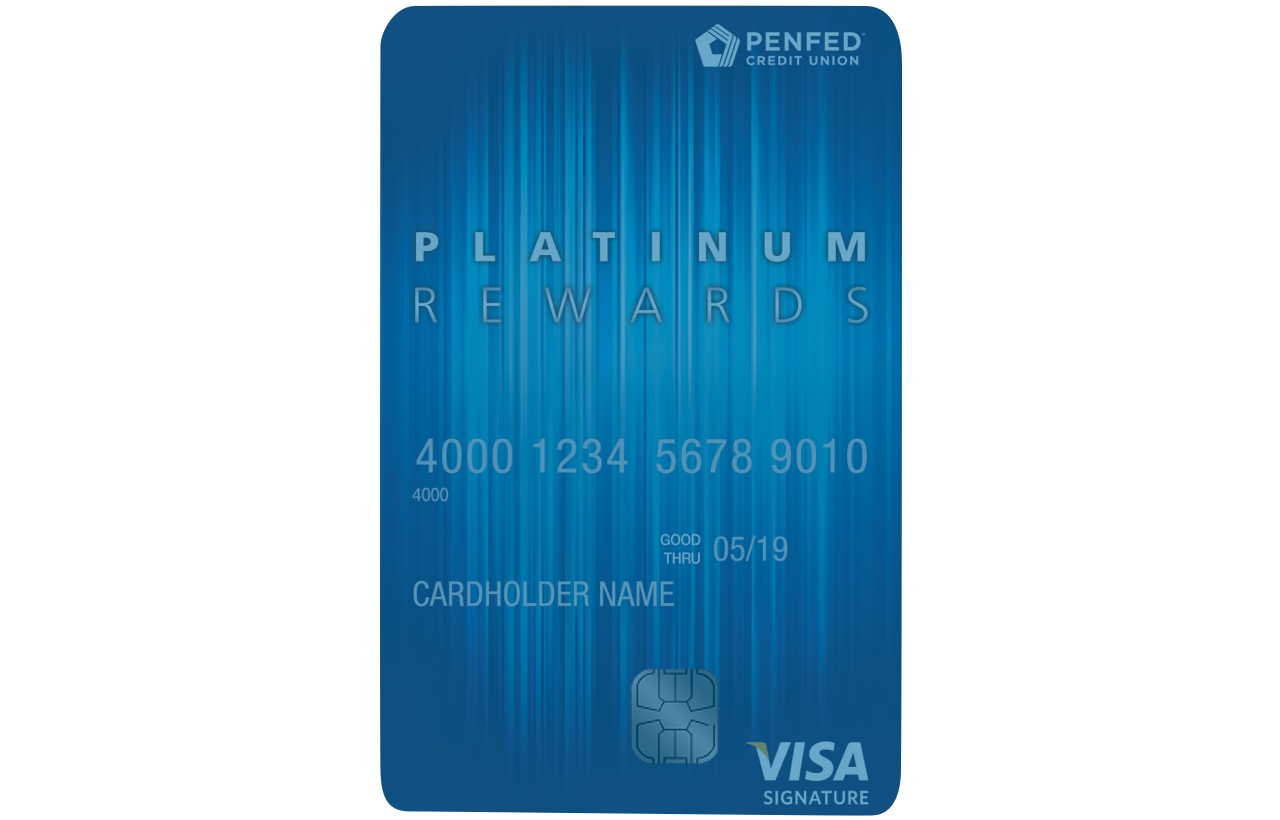 PENFED
CREDIT UNION
PLATINUM
REWARDS
4000 1234 5678 9010
4000
GOOD
THRU 05/19
CARDHOLDER NAME
VISA
SIGNATURE